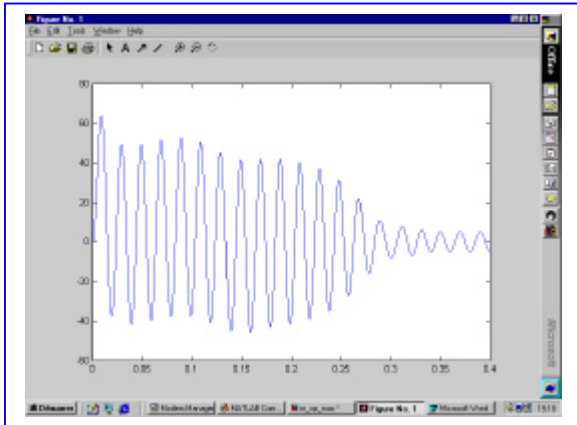 Figure No. 1
File Edit Tools Window Help
Office
80
60
40
20
0
-20
-40
-60
0 0.05 0.1 0.15 0.2 0.25 0.3 0.35 0.4
Microsoft
Démarrer
MATLAB Com...
Figure No. 1
Microsoft Word